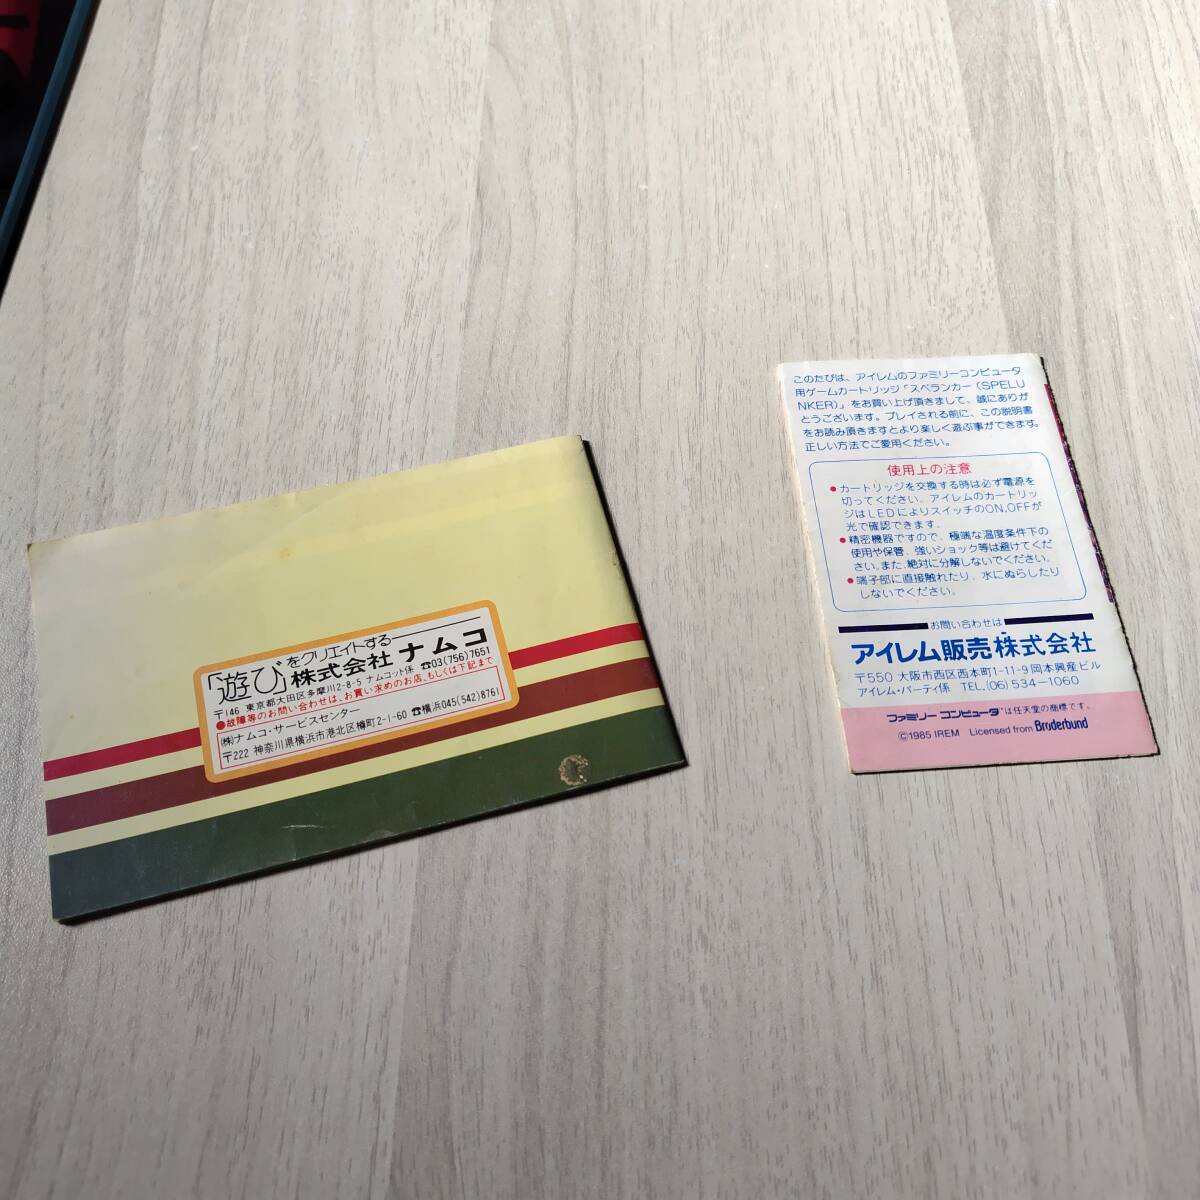 「遊び」をクリエイトする
株式会社 ナムコ
〒146 東京都大田区多摩川2-8-5 ナムコット係 ☎03(756)7651
●故障等のお問い合わせは、お買い求めのお店、もしくは下記まで
(株)ナムコ・サービスセンター
〒222 神奈川県横浜市港北区樽町2-1-60 ☎横浜045(542)8761
このたびは、アイレムのファミリーコンピュータ
用ゲームカートリッジ「スペランカー(SPELU
NKER)」をお買い上げ頂きまして、誠にありが
とうございます。プレイされる前に、この説明書
をお読み頂きますとより楽しく遊ぶ事ができます。
正しい方法でご愛用ください。
使用上の注意
●カートリッジを交換する時は必ず電源を
切ってください。アイレムのカートリッ
ジはLEDによりスイッチのON,OFFが
光で確認できます。
●精密機器ですので、極端な温度条件下の
使用や保管、強いショック等は避けてくだ
さい。また、絶対に分解しないでください。
●端子部に直接触れたり、水にぬらしたり
しないでください。
お問い合わせは
アイレム販売株式会社
〒550 大阪市西区西本町1-11-9 岡本興産ビル
アイレム・パーティ係 TEL.(06)534-1060
ファミリー コンピュータ™は任天堂の商標です。
©1985 IREM Licensed from Brøderbund